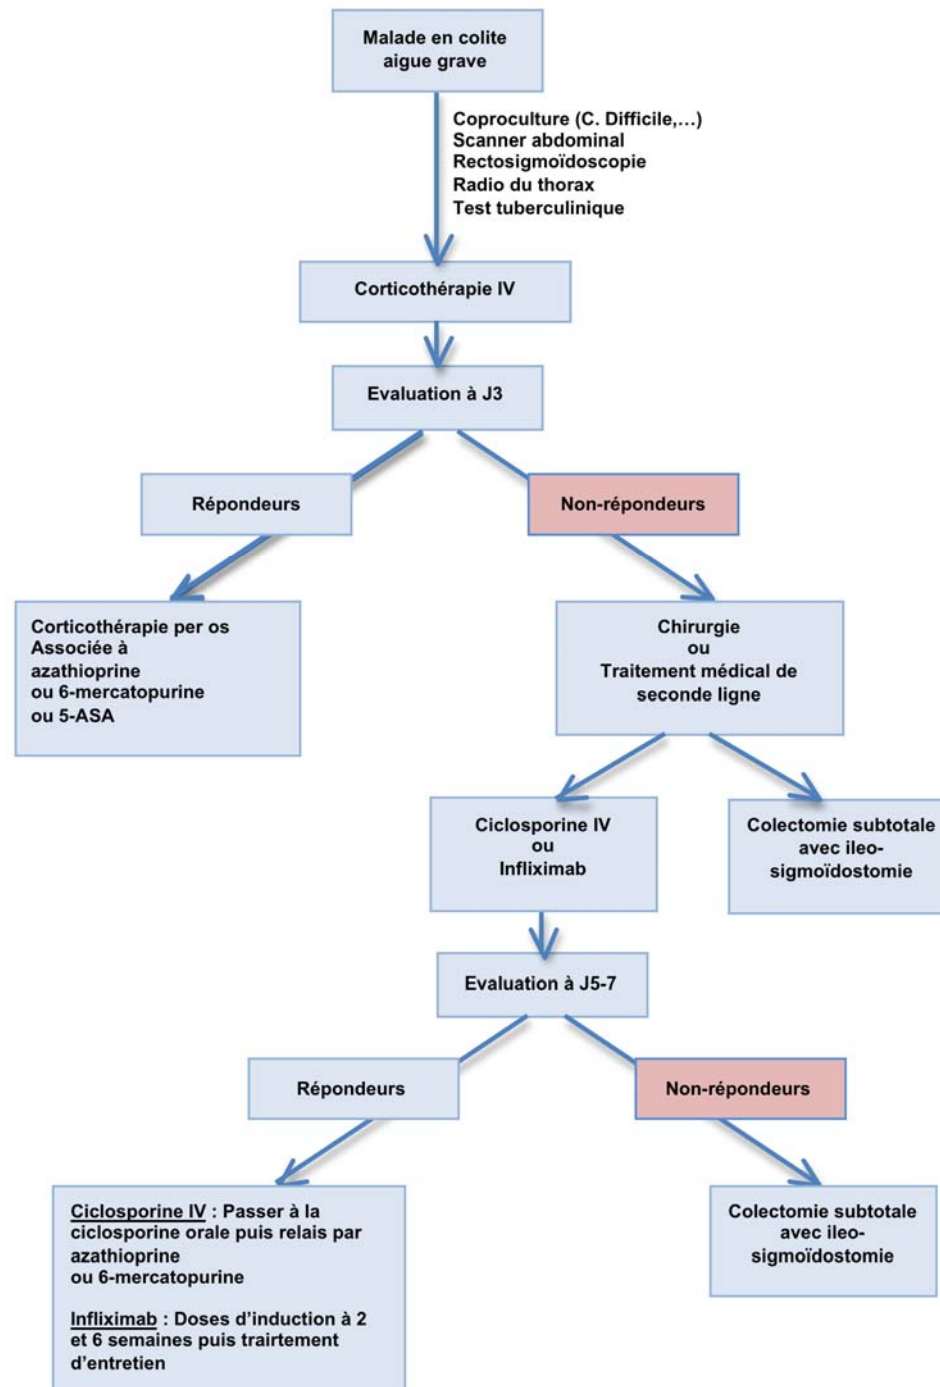 Malade en colite
aigue grave
Coproculture (C. Difficile,…)
Scanner abdominal
Rectosigmoïdoscopie
Radio du thorax
Test tuberculinique
Corticothérapie IV
Evaluation à J3
Répondeurs
Non-répondeurs
Corticothérapie per os
Associée à
azathioprine
ou 6-mercatopurine
ou 5-ASA
Chirurgie
ou
Traitement médical de
seconde ligne
Ciclosporine IV
ou
Infliximab
Colectomie subtotale
avec ileo-
sigmoïdostomie
Evaluation à J5-7
Répondeurs
Non-répondeurs
Ciclosporine IV : Passer à la
ciclosporine orale puis relais par
azathioprine
ou 6-mercatopurine
Infliximab : Doses d’induction à 2
et 6 semaines puis trairtement
d’entretien
Colectomie subtotale
avec ileo-
sigmoïdostomie